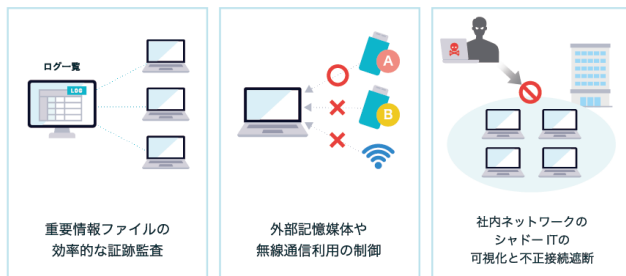 ログ一覧
LOG
重要情報ファイルの
効率的な証跡監査
A
B
外部記憶媒体や
無線通信利用の制御
社内ネットワークの
シャドーITの
可視化と不正接続遮断